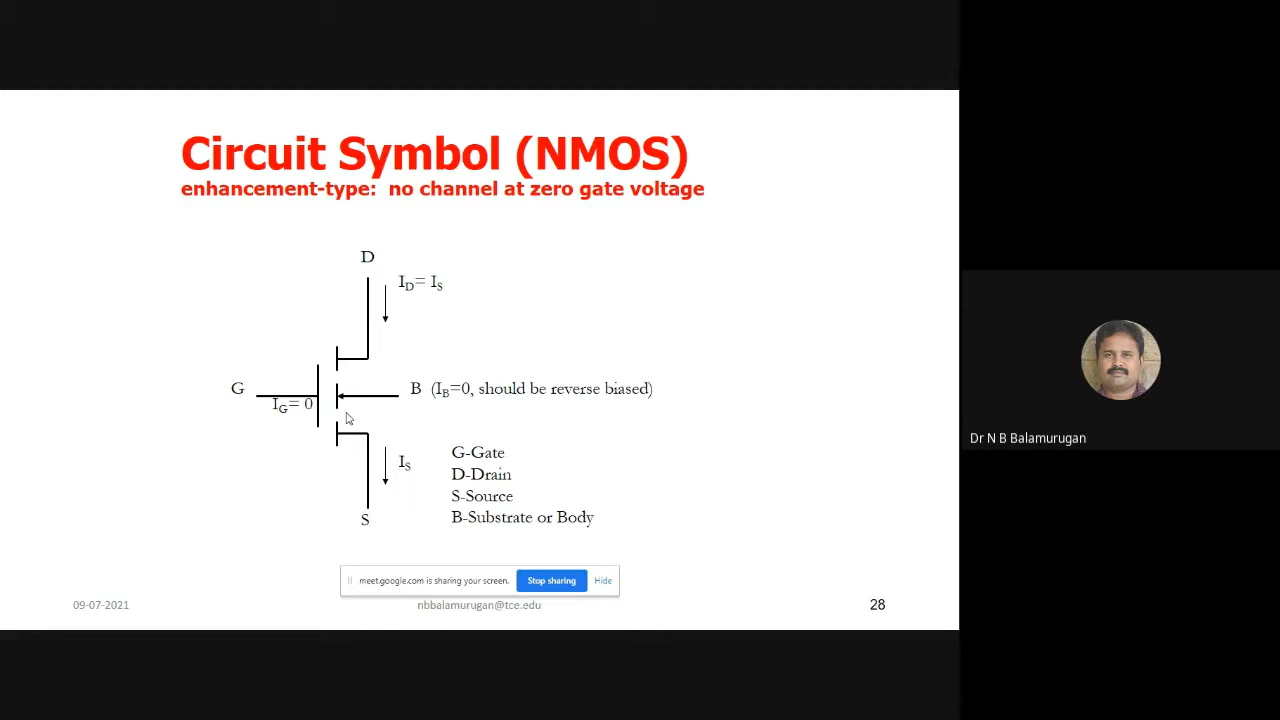 Circuit Symbol (NMOS)
enhancement-type: no channel at zero gate voltage
D
ID= IS
G
IG= 0
B (IB=0, should be reverse biased)
IS
S
G-Gate
D-Drain
S-Source
B-Substrate or Body
meet.google.com is sharing your screen.
Stop sharing
Hide
09-07-2021
nbbalamurugan@tce.edu
28
Dr N B Balamurugan